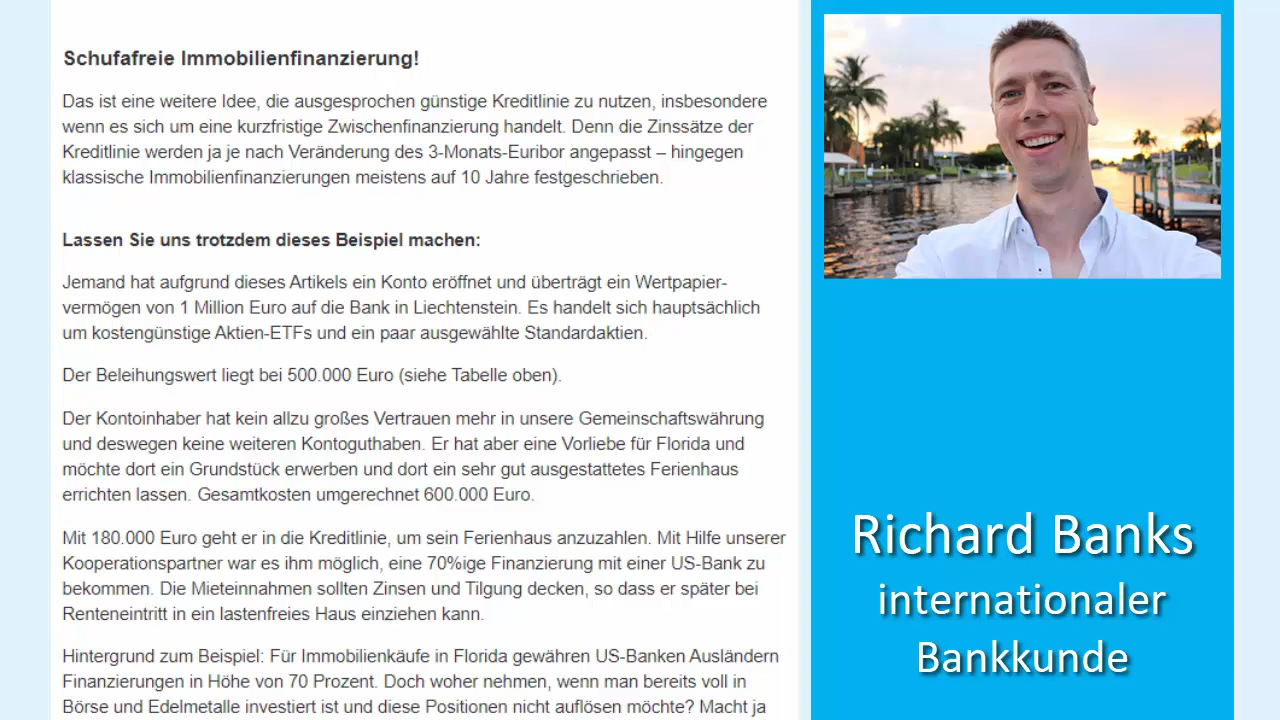 Schufafreie Immobilienfinanzierung!
Das ist eine weitere Idee, die ausgesprochen günstige Kreditlinie zu nutzen, insbesondere
wenn es sich um eine kurzfristige Zwischenfinanzierung handelt. Denn die Zinssätze der
Kreditlinie werden ja je nach Veränderung des 3-Monats-Euribor angepasst – hingegen
klassische Immobilienfinanzierungen meistens auf 10 Jahre festgeschrieben.
Lassen Sie uns trotzdem dieses Beispiel machen:
Jemand hat aufgrund dieses Artikels ein Konto eröffnet und überträgt ein Wertpapier-
vermögen von 1 Million Euro auf die Bank in Liechtenstein. Es handelt sich hauptsächlich
um kostengünstige Aktien-ETFs und ein paar ausgewählte Standardaktien.
Der Beleihungswert liegt bei 500.000 Euro (siehe Tabelle oben).
Der Kontoinhaber hat kein allzu großes Vertrauen mehr in unsere Gemeinschaftswährung
und deswegen keine weiteren Kontoguthaben. Er hat aber eine Vorliebe für Florida und
möchte dort ein Grundstück erwerben und dort ein sehr gut ausgestattetes Ferienhaus
errichten lassen. Gesamtkosten umgerechnet 600.000 Euro.
Mit 180.000 Euro geht er in die Kreditlinie, um sein Ferienhaus anzuzahlen. Mit Hilfe unserer
Kooperationspartner war es ihm möglich, eine 70%ige Finanzierung mit einer US-Bank zu
bekommen. Die Mieteinnahmen sollten Zinsen und Tilgung decken, so dass er später bei
Renteneintritt in ein lastenfreies Haus einziehen kann.
Hintergrund zum Beispiel: Für Immobilienkäufe in Florida gewähren US-Banken Ausländern
Finanzierungen in Höhe von 70 Prozent. Doch woher nehmen, wenn man bereits voll in
Börse und Edelmetalle investiert ist und diese Positionen nicht auflösen möchte? Macht ja
Richard Banks
internationaler
Bankkunde